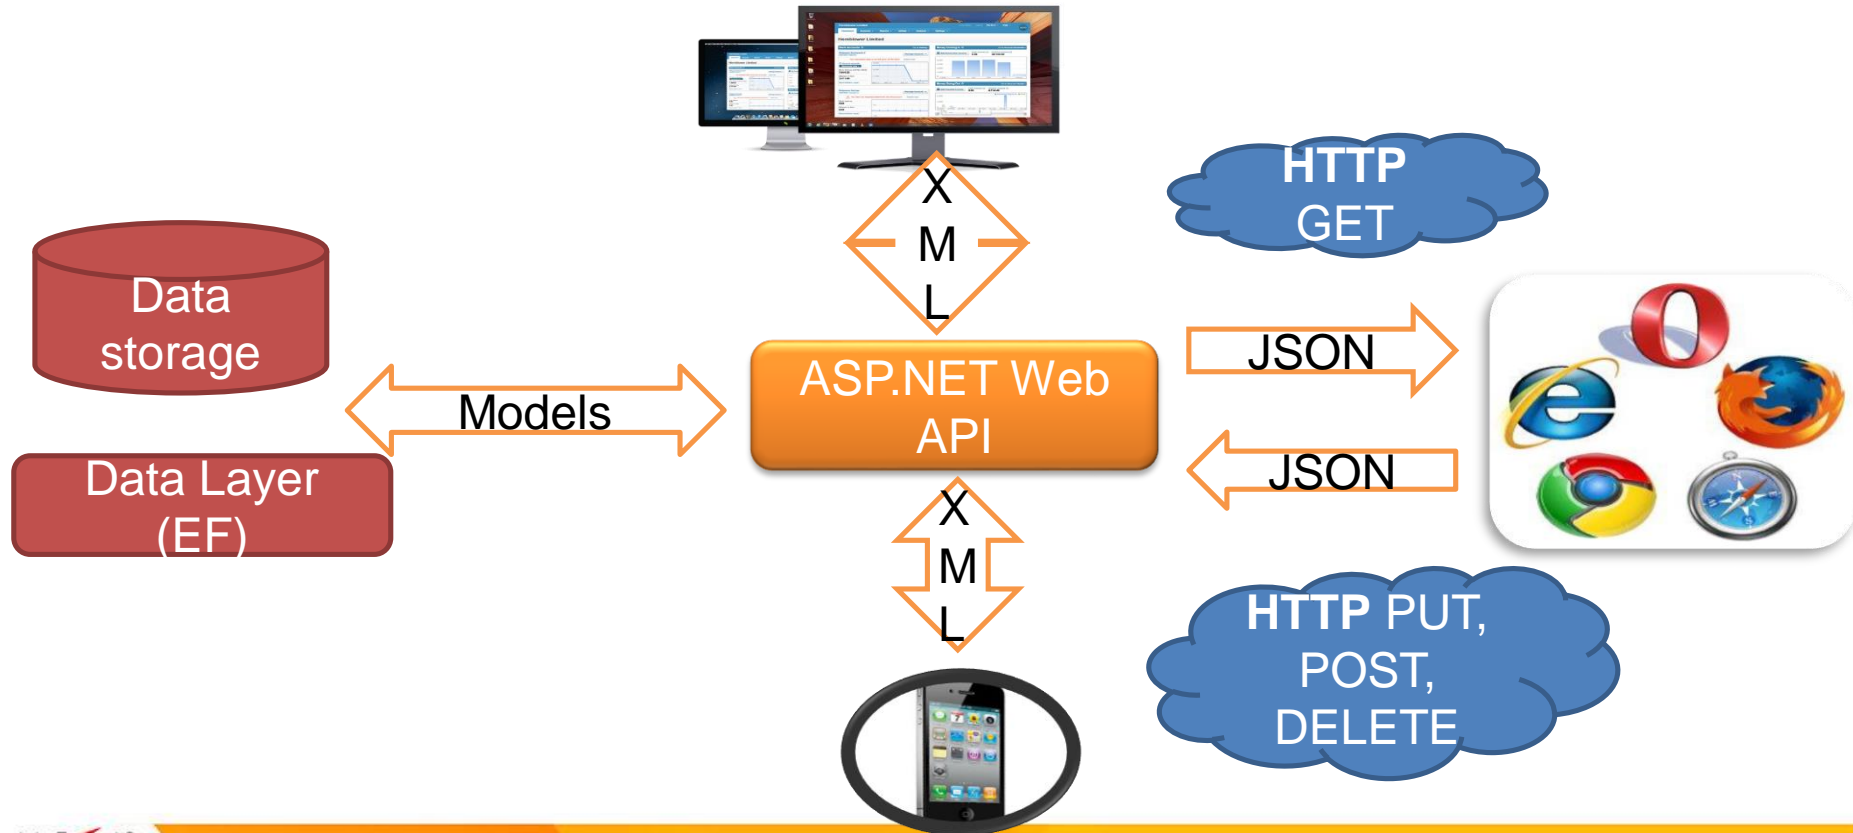 HTTP
GET
X
M
L
Data
storage
JSON
ASP.NET Web
API
Models
JSON
Data Layer
(EF)
X
M
L
HTTP PUT,
POST,
DELETE